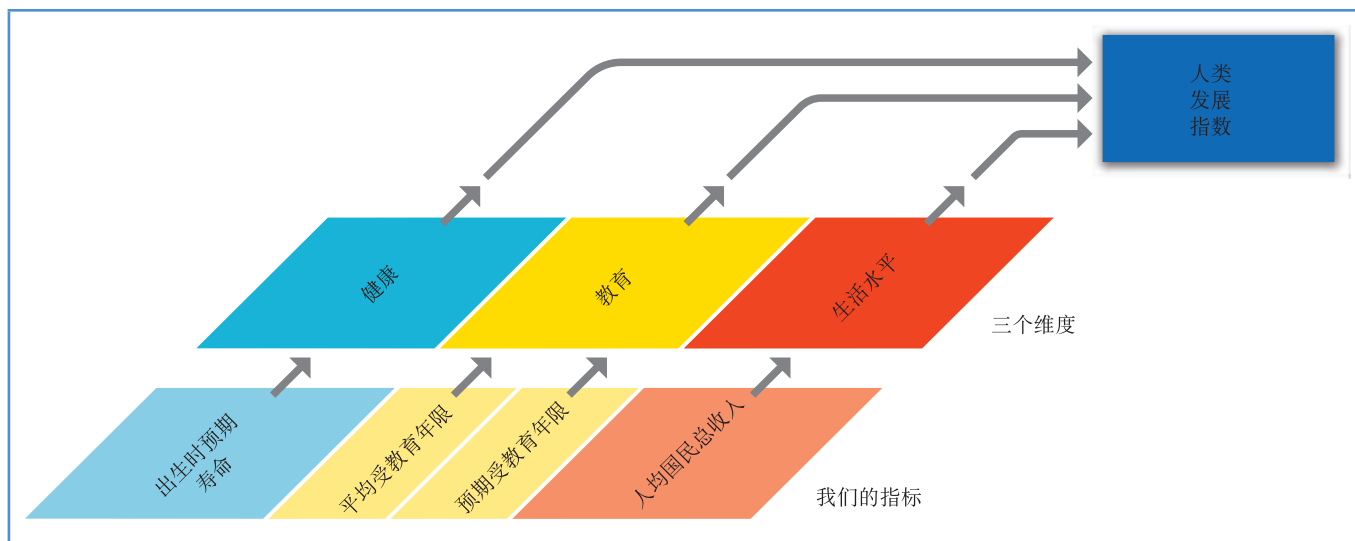 人类
发展
指数
健康
教育
生活水平
三个维度
出生时预期
寿命
平均受教育年限
预期受教育年限
人均国民总收入
我们的指标